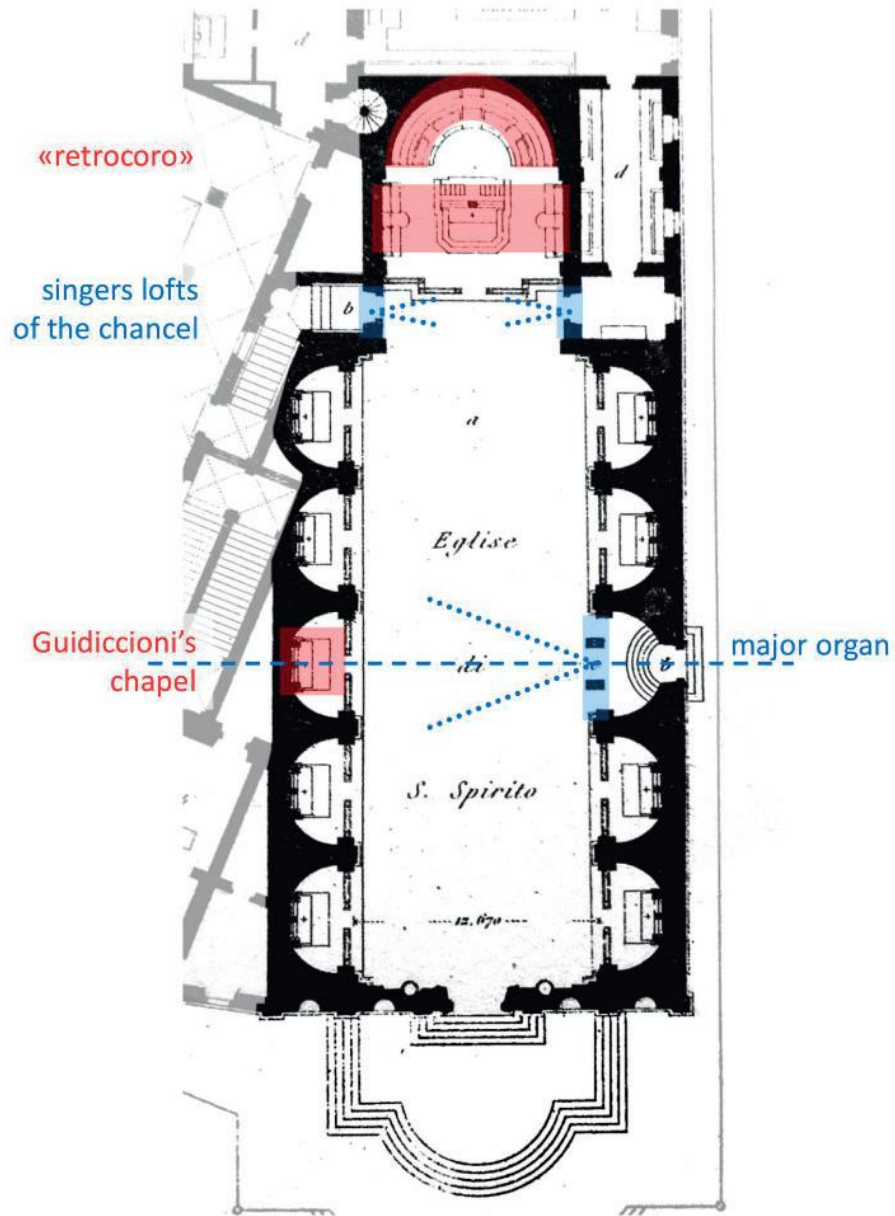 d
«retrocoro»
d
singers lofts
of the chancel
b
a
Eglise
Guidiccioni's
chapel
di
c
b
major organ
S. Spirito
12,670